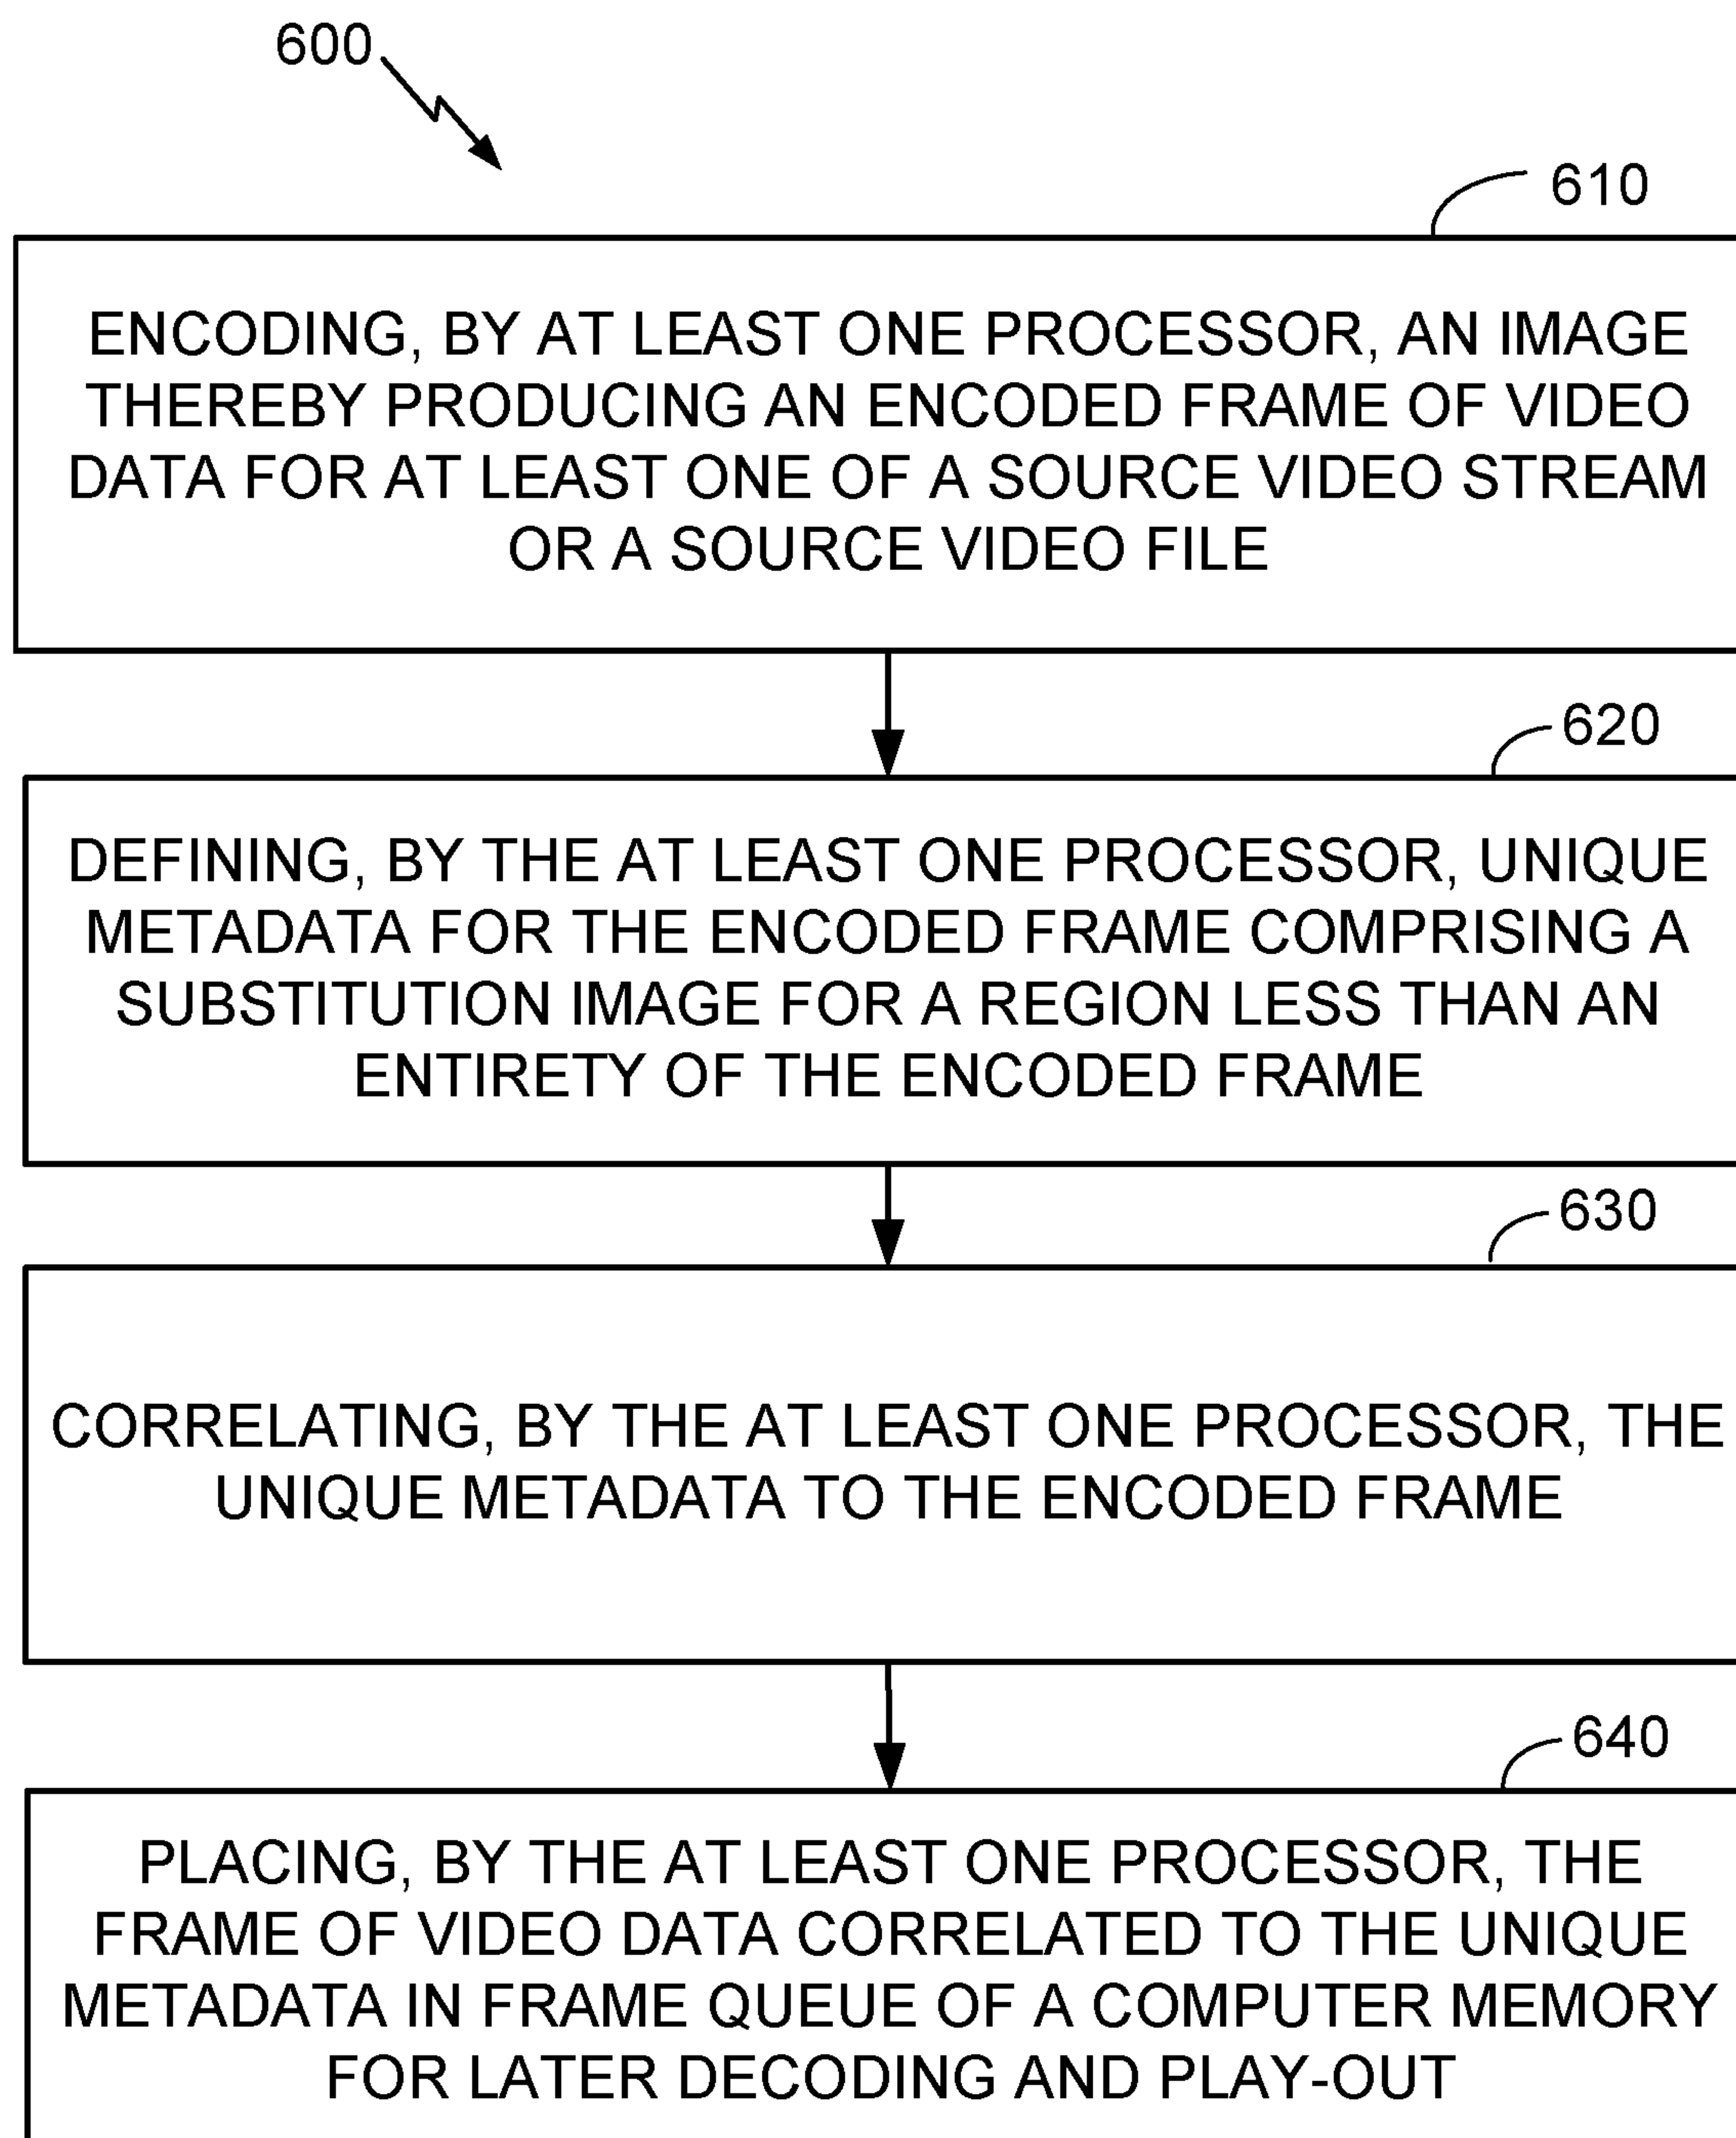 600
610
ENCODING, BY AT LEAST ONE PROCESSOR, AN IMAGE
THEREBY PRODUCING AN ENCODED FRAME OF VIDEO
DATA FOR AT LEAST ONE OF A SOURCE VIDEO STREAM
OR A SOURCE VIDEO FILE
620
DEFINING, BY THE AT LEAST ONE PROCESSOR, UNIQUE
METADATA FOR THE ENCODED FRAME COMPRISING A
SUBSTITUTION IMAGE FOR A REGION LESS THAN AN
ENTIRETY OF THE ENCODED FRAME
630
CORRELATING, BY THE AT LEAST ONE PROCESSOR, THE
UNIQUE METADATA TO THE ENCODED FRAME
640
PLACING, BY THE AT LEAST ONE PROCESSOR, THE
FRAME OF VIDEO DATA CORRELATED TO THE UNIQUE
METADATA IN FRAME QUEUE OF A COMPUTER MEMORY
FOR LATER DECODING AND PLAY-OUT